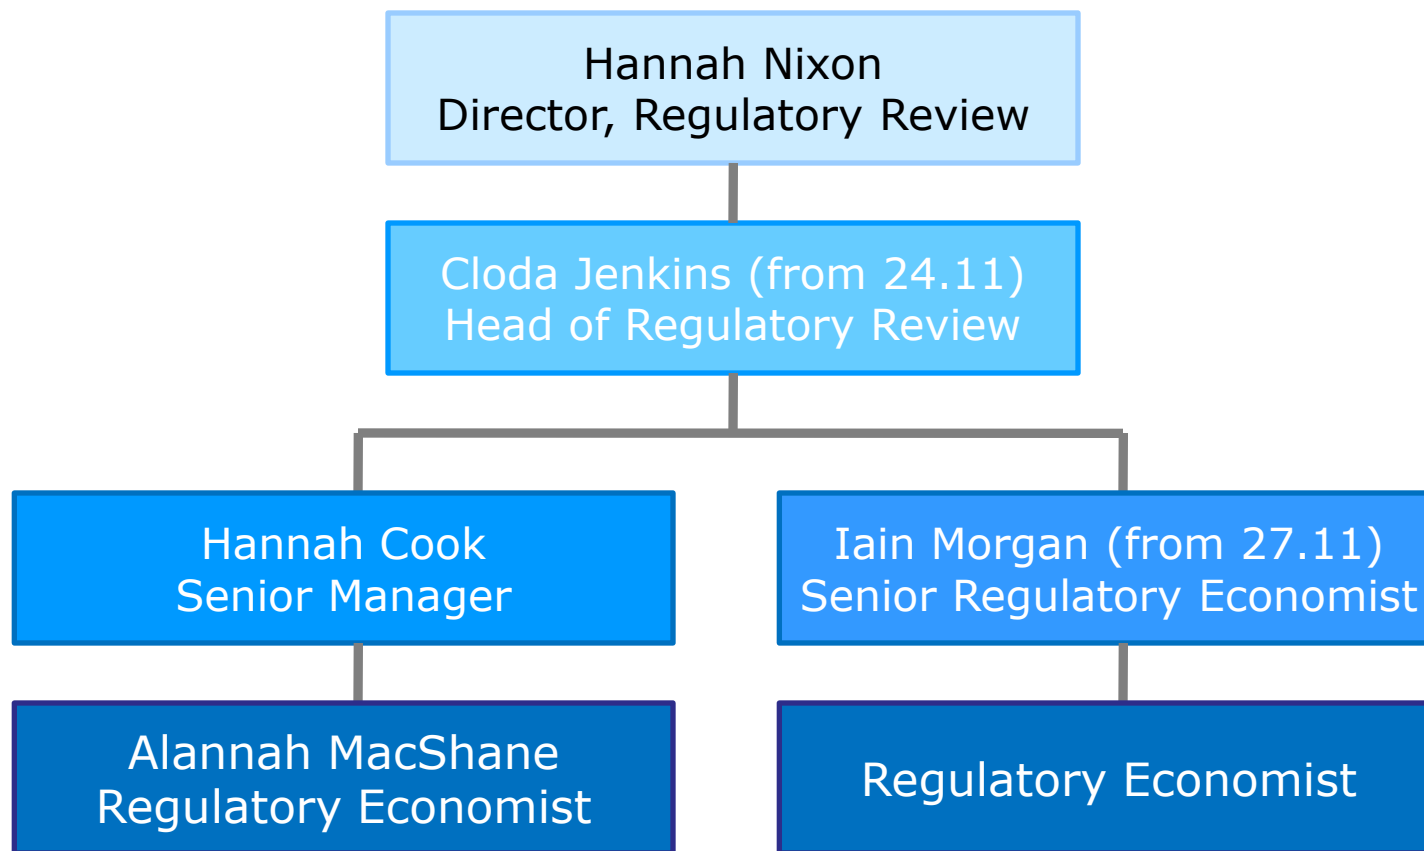 Hannah Nixon
Director, Regulatory Review
Cloda Jenkins (from 24.11)
Head of Regulatory Review
Hannah Cook
Senior Manager
Iain Morgan (from 27.11)
Senior Regulatory Economist
Alannah MacShane
Regulatory Economist
Regulatory Economist